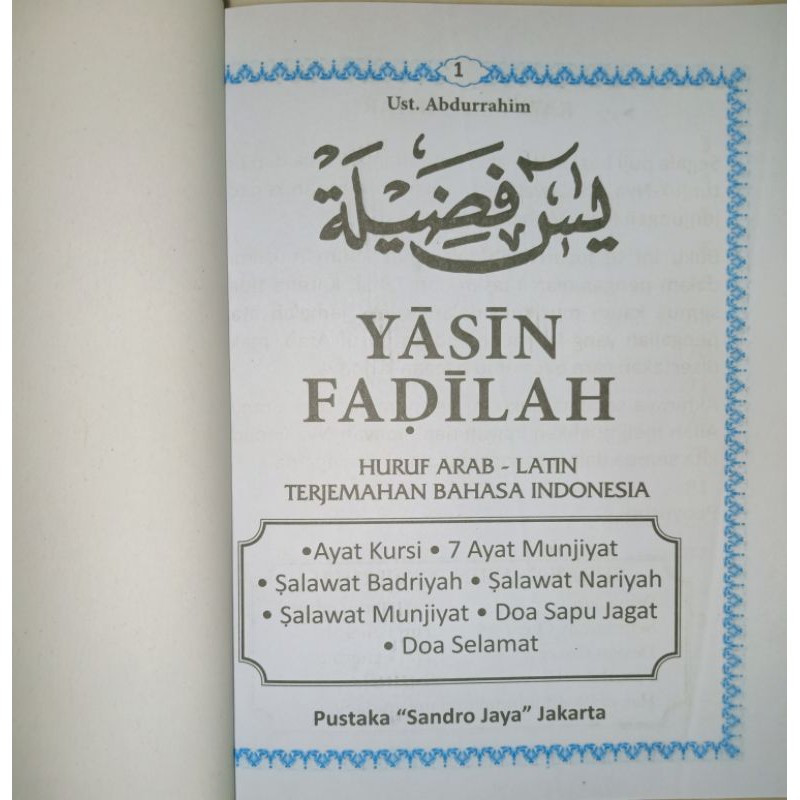 1
Ust. Abdurrahim
يس فضيلة
YĀSĪN
FAḌĪLAH
HURUF ARAB - LATIN
TERJEMAHAN BAHASA INDONESIA
•Ayat Kursi • 7 Ayat Munjiyat
• Ṣalawat Badriyah • Ṣalawat Nariyah
• Ṣalawat Munjiyat • Doa Sapu Jagat
• Doa Selamat
Pustaka “Sandro Jaya” Jakarta